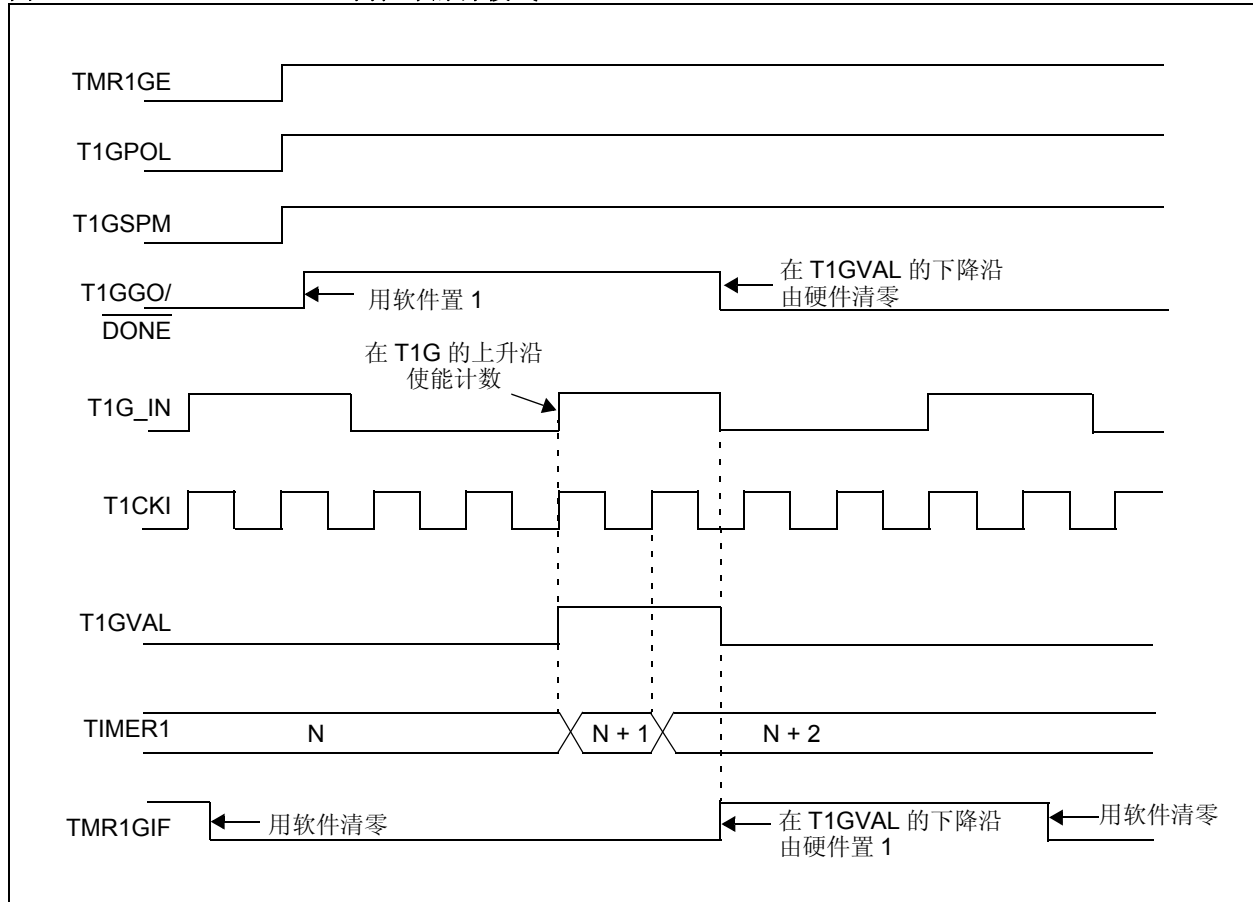 TMR1GE
T1GPOL
T1GSPM
T1GGO/
DONE
用软件置 1
在 T1GVAL 的下降沿
由硬件清零
在 T1G 的上升沿
使能计数
T1G_IN
T1CKI
T1GVAL
TIMER1
N
N + 1
N + 2
TMR1GIF
用软件清零
在 T1GVAL 的下降沿
由硬件置 1
用软件清零